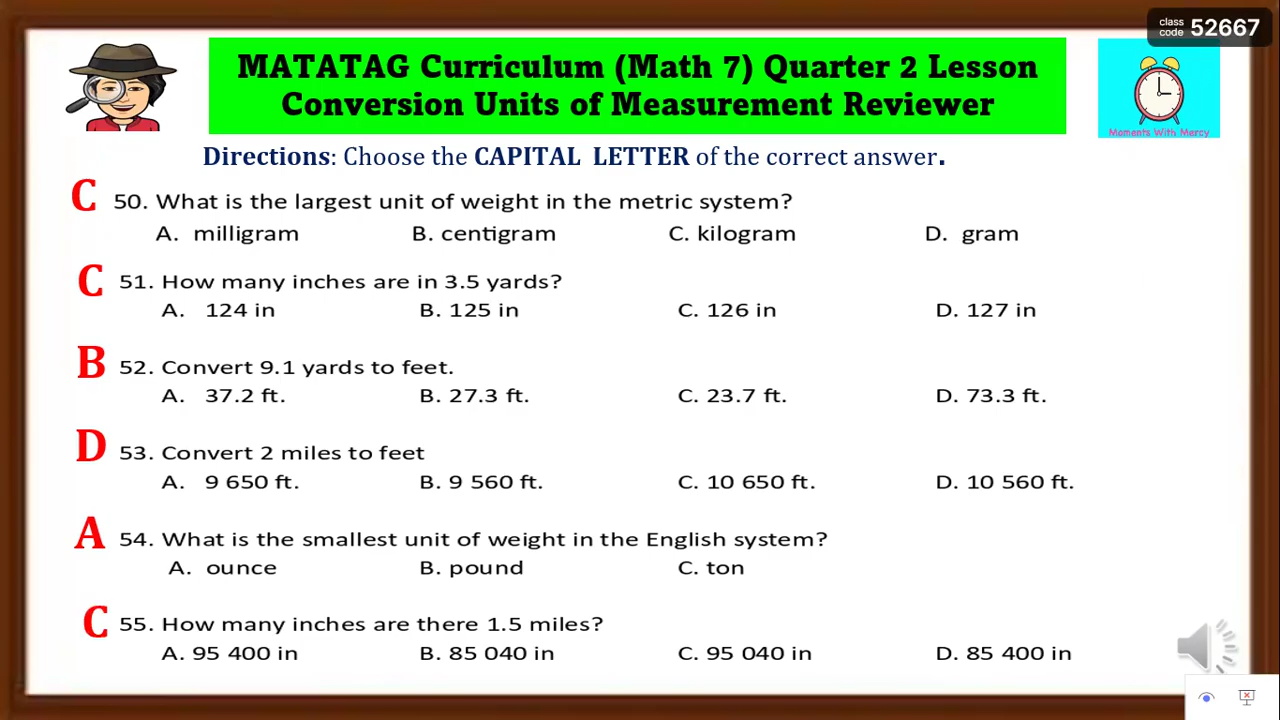 class code 52667
MATATAG Curriculum (Math 7) Quarter 2 Lesson
Conversion Units of Measurement Reviewer
Moments With Mercy
Directions: Choose the CAPITAL LETTER of the correct answer.
C 50. What is the largest unit of weight in the metric system?
A. milligram B. centigram C. kilogram D. gram
C 51. How many inches are in 3.5 yards?
A. 124 in B. 125 in C. 126 in D. 127 in
B 52. Convert 9.1 yards to feet.
A. 37.2 ft. B. 27.3 ft. C. 23.7 ft. D. 73.3 ft.
D 53. Convert 2 miles to feet
A. 9 650 ft. B. 9 560 ft. C. 10 650 ft. D. 10 560 ft.
A 54. What is the smallest unit of weight in the English system?
A. ounce B. pound C. ton
C 55. How many inches are there 1.5 miles?
A. 95 400 in B. 85 040 in C. 95 040 in D. 85 400 in